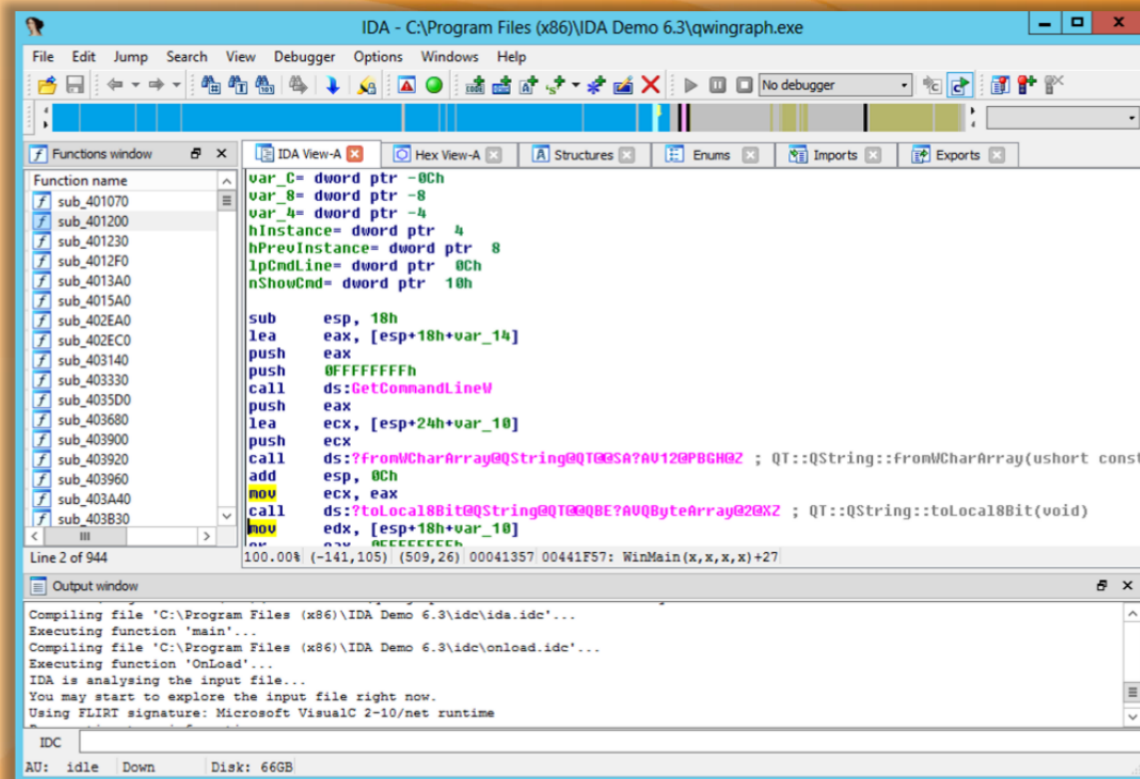 IDA - C:\Program Files (x86)\IDA Demo 6.3\qwingraph.exe
File Edit Jump Search View Debugger Options Windows Help
No debugger
Functions window
IDA View-A Hex View-A Structures Enums Imports Exports
Function name
sub_401070
sub_401200
sub_401230
sub_4012F0
sub_4013A0
sub_4015A0
sub_402EA0
sub_402EC0
sub_403140
sub_403330
sub_4035D0
sub_403680
sub_403900
sub_403920
sub_403960
sub_403A40
sub_403B30
Line 2 of 944
var_C= dword ptr -0Ch
var_8= dword ptr -8
var_4= dword ptr -4
hInstance= dword ptr  4
hPrevInstance= dword ptr  8
lpCmdLine= dword ptr  0Ch
nShowCmd= dword ptr  10h
sub     esp, 18h
lea     eax, [esp+18h+var_14]
push    eax
push    0FFFFFFFFh
call    ds:GetCommandLineW
push    eax
lea     ecx, [esp+24h+var_10]
push    ecx
call    ds:?fromWCharArray@QString@QT@@SA?AV12@PBGH@Z ; QT::QString::fromWCharArray(ushort const
add     esp, 0Ch
mov     ecx, eax
call    ds:?toLocal8Bit@QString@QT@@QBE?AVQByteArray@2@XZ ; QT::QString::toLocal8Bit(void)
mov     edx, [esp+18h+var_10]
100.00% (-141,105) (509,26) 00041357 00441F57: WinMain(x,x,x,x)+27
Output window
Compiling file 'C:\Program Files (x86)\IDA Demo 6.3\idc\ida.idc'...
Executing function 'main'...
Compiling file 'C:\Program Files (x86)\IDA Demo 6.3\idc\onload.idc'...
Executing function 'OnLoad'...
IDA is analysing the input file...
You may start to explore the input file right now.
Using FLIRT signature: Microsoft VisualC 2-10/net runtime
IDC
AU: idle Down Disk: 66GB